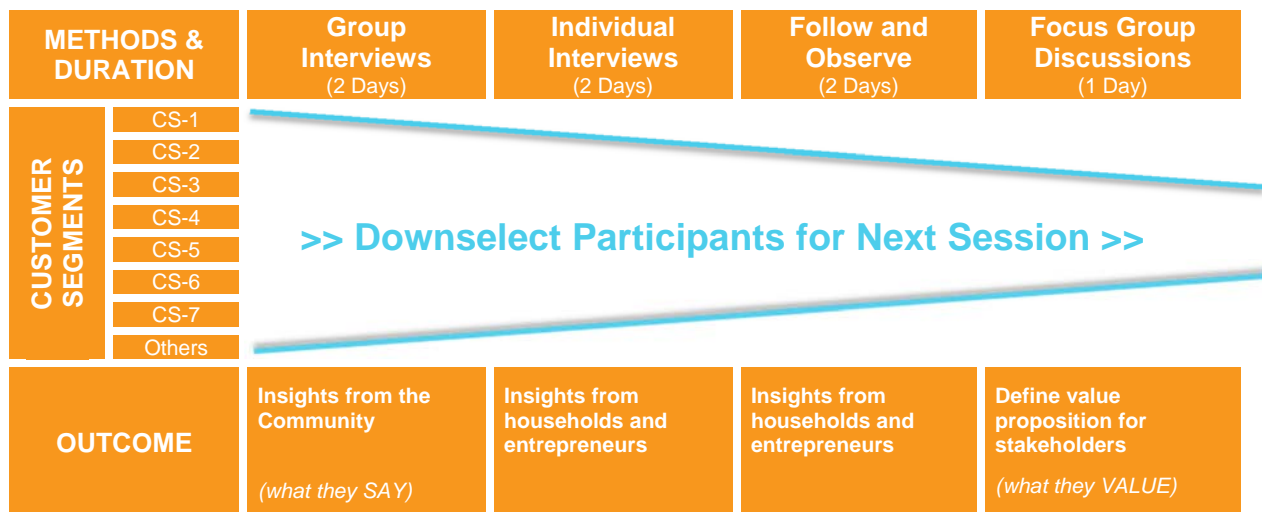 METHODS &
DURATION
Group
Interviews
(2 Days)
Individual
Interviews
(2 Days)
Follow and
Observe
(2 Days)
Focus Group
Discussions
(1 Day)
CUSTOMER
SEGMENTS
CS-1
CS-2
CS-3
CS-4
CS-5
CS-6
CS-7
Others
>> Downselect Participants for Next Session >>
OUTCOME
Insights from the
Community
(what they SAY)
Insights from
households and
entrepreneurs
Insights from
households and
entrepreneurs
Define value
proposition for
stakeholders
(what they VALUE)